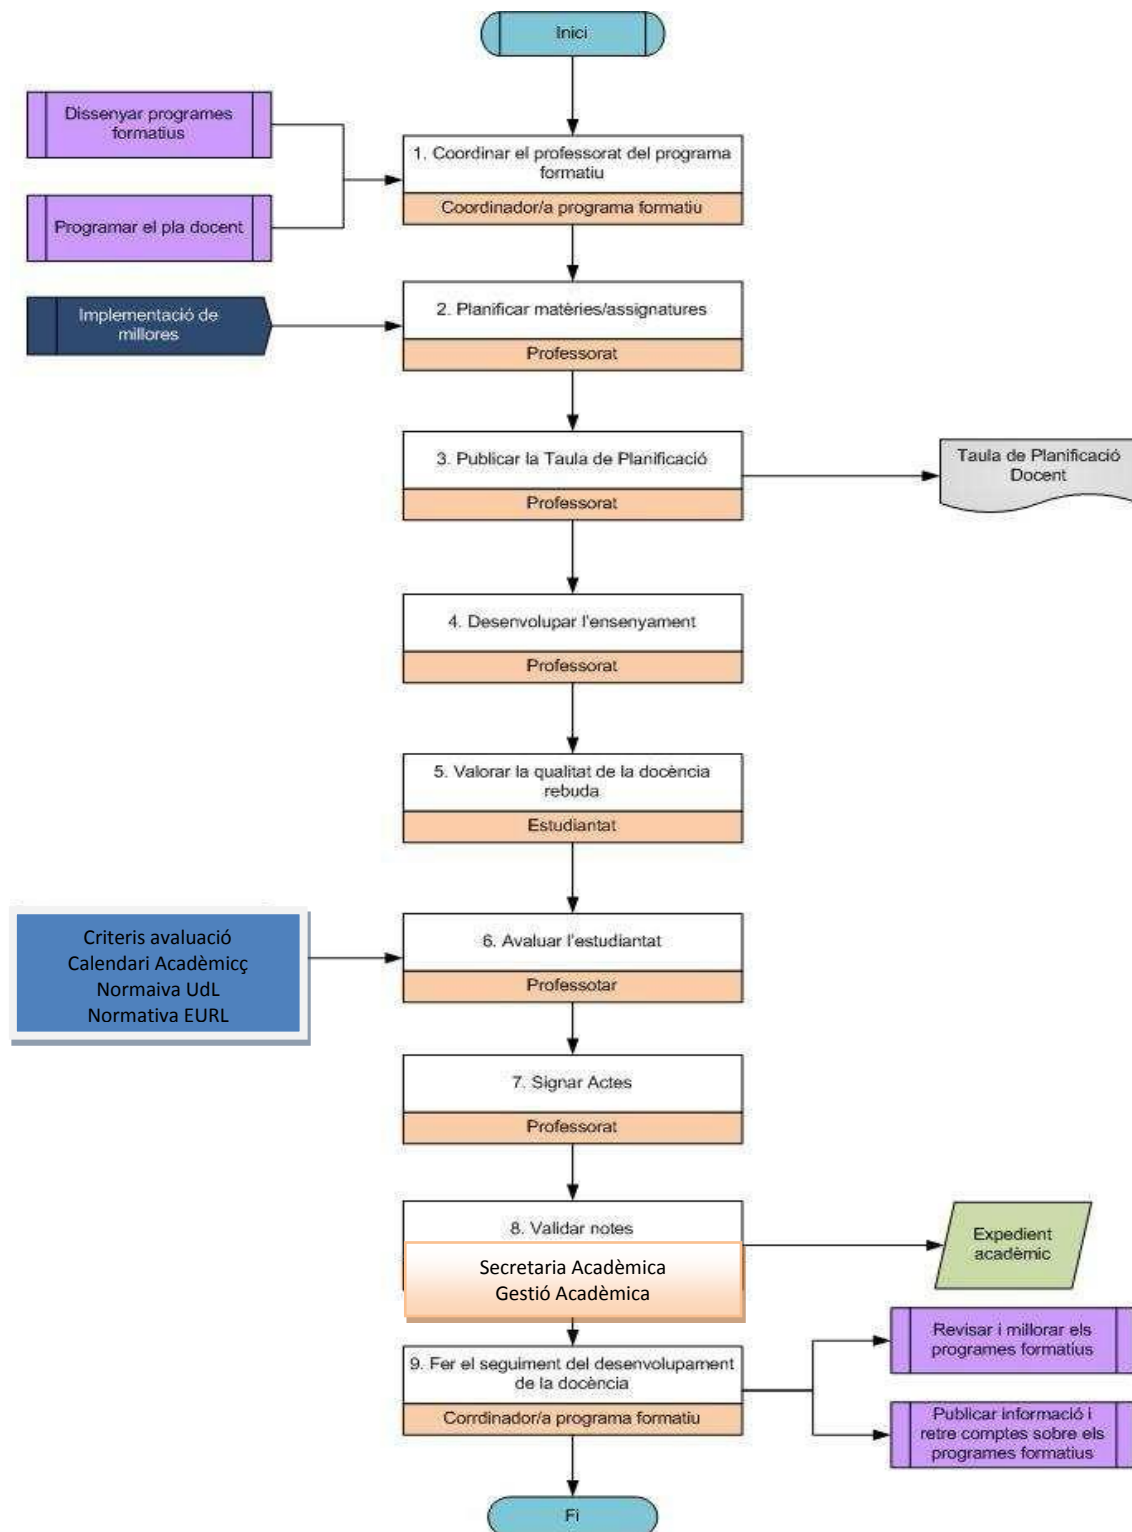 Inici
Dissenyar programes
formatius
1. Coordinar el professorat del programa
formatiu
Coordinador/a programa formatiu
Programar el pla docent
Implementació de
millores
2. Planificar matèries/assignatures
Professorat
3. Publicar la Taula de Planificació
Professorat
Taula de Planificació
Docent
4. Desenvolupar l'ensenyament
Professorat
5. Valorar la qualitat de la docència
rebuda
Estudiantat
Criteris avaluació
Calendari Acadèmicç
Normaiva UdL
Normativa EURL
6. Avaluar l'estudiantat
Professotar
7. Signar Actes
Professorat
8. Validar notes
Secretaria Acadèmica
Gestió Acadèmica
Expedient
acadèmic
9. Fer el seguiment del desenvolupament
de la docència
Corrdinador/a programa formatiu
Revisar i millorar els
programes formatius
Publicar informació i
retre comptes sobre els
programes formatius
Fi